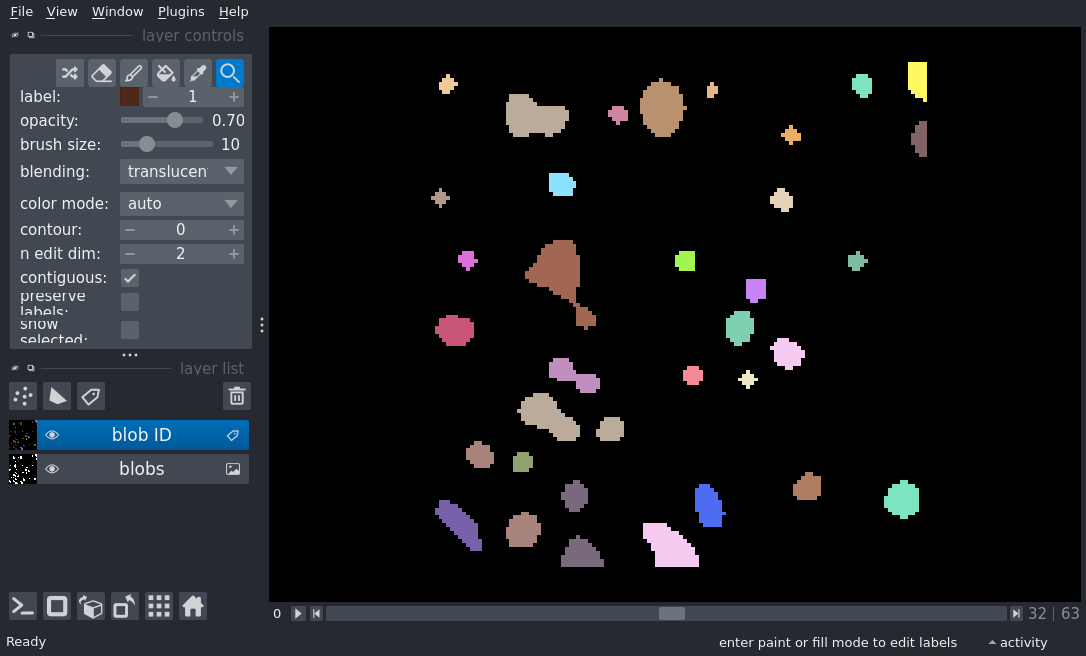 File View Window Plugins Help
layer controls
label: 1
opacity: 0.70
brush size: 10
blending: translucen
color mode: auto
contour: 0
n edit dim: 2
contiguous:
preserve
labels:
show
selected:
layer list
blob ID
blobs
0 32 | 63
Ready enter paint or fill mode to edit labels activity